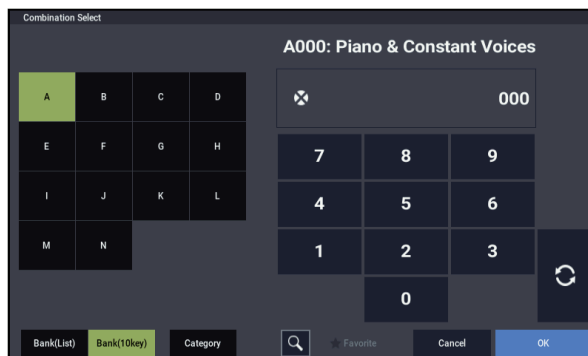 Combination Select
A000: Piano & Constant Voices
000
A B C D
E F G H
I J K L
M N
7 8 9
4 5 6
1 2 3
0
Bank(List) Bank(10key) Category Favorite Cancel OK